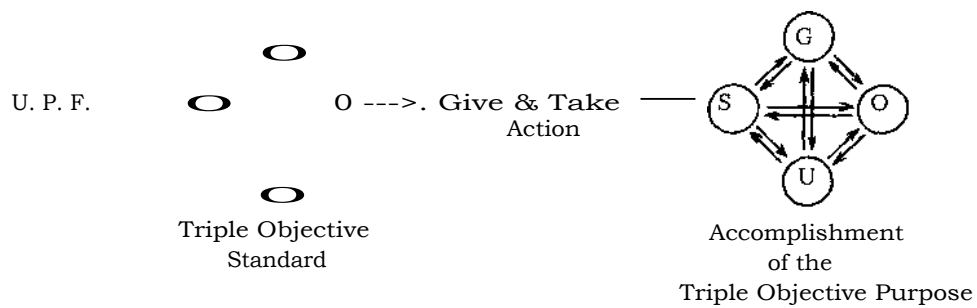 G
U. P. F. O O --->. Give & Take S O
Action
O
U
O
Triple Objective
Standard
Accomplishment
of the
Triple Objective Purpose